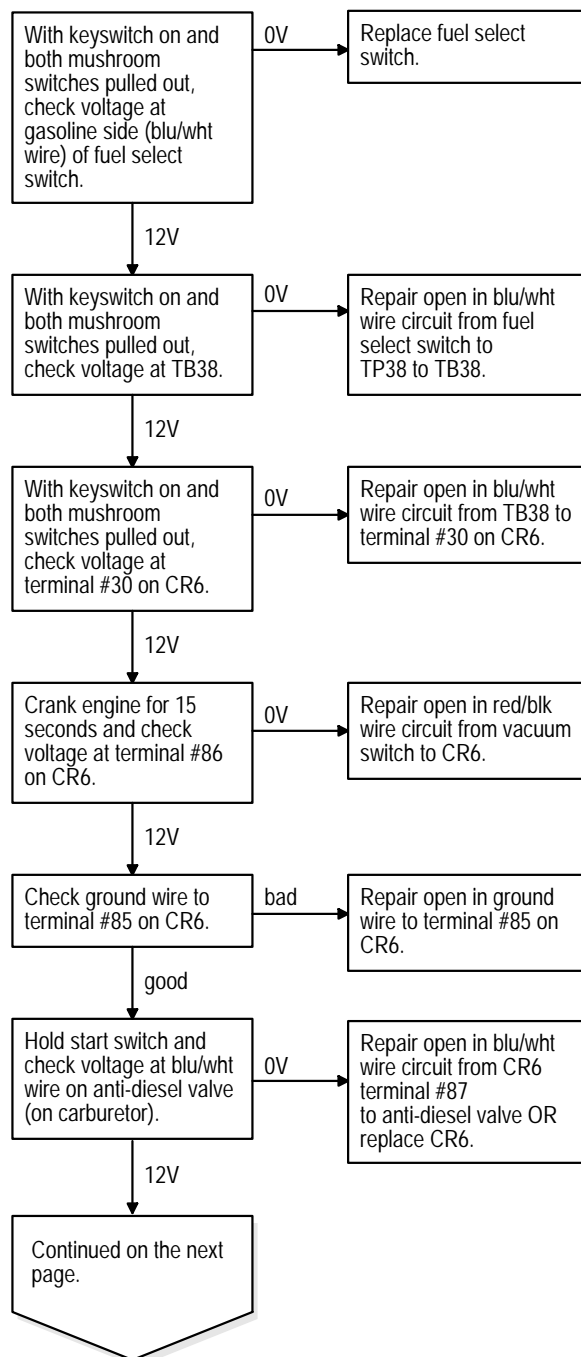 With keyswitch on and
both mushroom
switches pulled out,
check voltage at
gasoline side (blu/wht
wire) of fuel select
switch.
0V
Replace fuel select
switch.
12V
With keyswitch on and
both mushroom
switches pulled out,
check voltage at TB38.
0V
Repair open in blu/wht
wire circuit from fuel
select switch to
TP38 to TB38.
12V
With keyswitch on and
both mushroom
switches pulled out,
check voltage at
terminal #30 on CR6.
0V
Repair open in blu/wht
wire circuit from TB38 to
terminal #30 on CR6.
12V
Crank engine for 15
seconds and check
voltage at terminal #86
on CR6.
0V
Repair open in red/blk
wire circuit from vacuum
switch to CR6.
12V
Check ground wire to
terminal #85 on CR6.
bad
Repair open in ground
wire to terminal #85 on
CR6.
good
Hold start switch and
check voltage at blu/wht
wire on anti-diesel valve
(on carburetor).
0V
Repair open in blu/wht
wire circuit from CR6
terminal #87
to anti-diesel valve OR
replace CR6.
12V
Continued on the next
page.